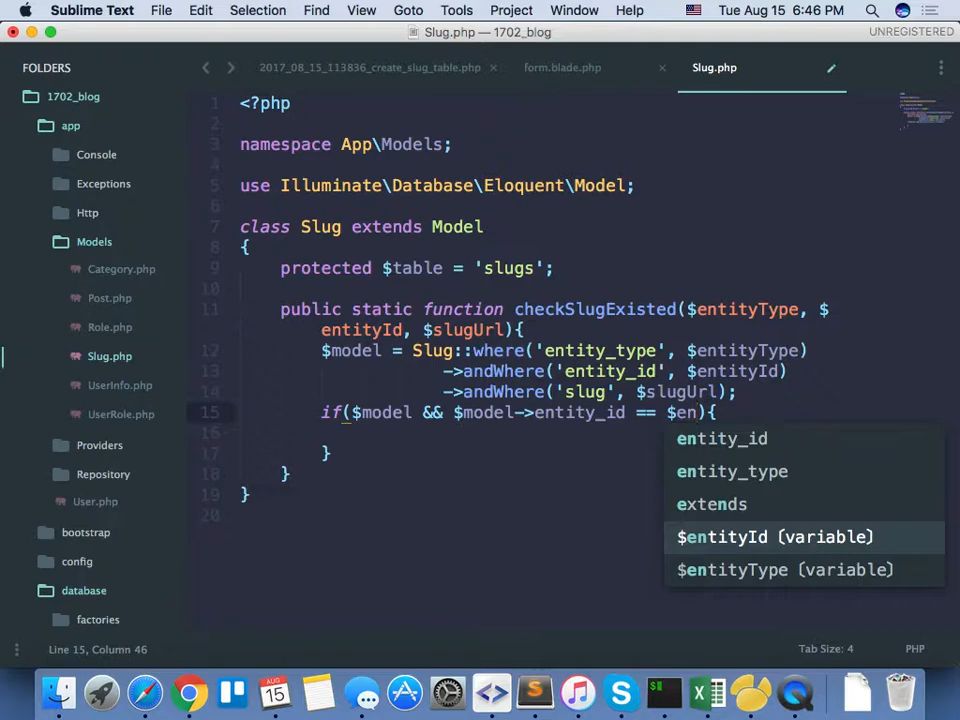 Sublime Text File Edit Selection Find View Goto Tools Project Window Help Tue Aug 15 6:46 PM
Slug.php — 1702_blog UNREGISTERED
FOLDERS
1702_blog
app
Console
Exceptions
Http
Models
Category.php
Post.php
Role.php
Slug.php
UserInfo.php
UserRole.php
Providers
Repository
User.php
bootstrap
config
database
factories
2017_08_15_113836_create_slug_table.php × form.blade.php × Slug.php
1 <?php
2
3 namespace App\Models;
4
5 use Illuminate\Database\Eloquent\Model;
6
7 class Slug extends Model
8 {
9 protected $table = 'slugs';
10
11 public static function checkSlugExisted($entityType, $
entityId, $slugUrl){
12 $model = Slug::where('entity_type', $entityType)
13 ->andWhere('entity_id', $entityId)
14 ->andWhere('slug', $slugUrl);
15 if($model && $model->entity_id == $en){
16
17 }
18 }
19 }
20
entity_id
entity_type
extends
$entityId (variable)
$entityType (variable)
Line 15, Column 46 Tab Size: 4 PHP
AUG
15